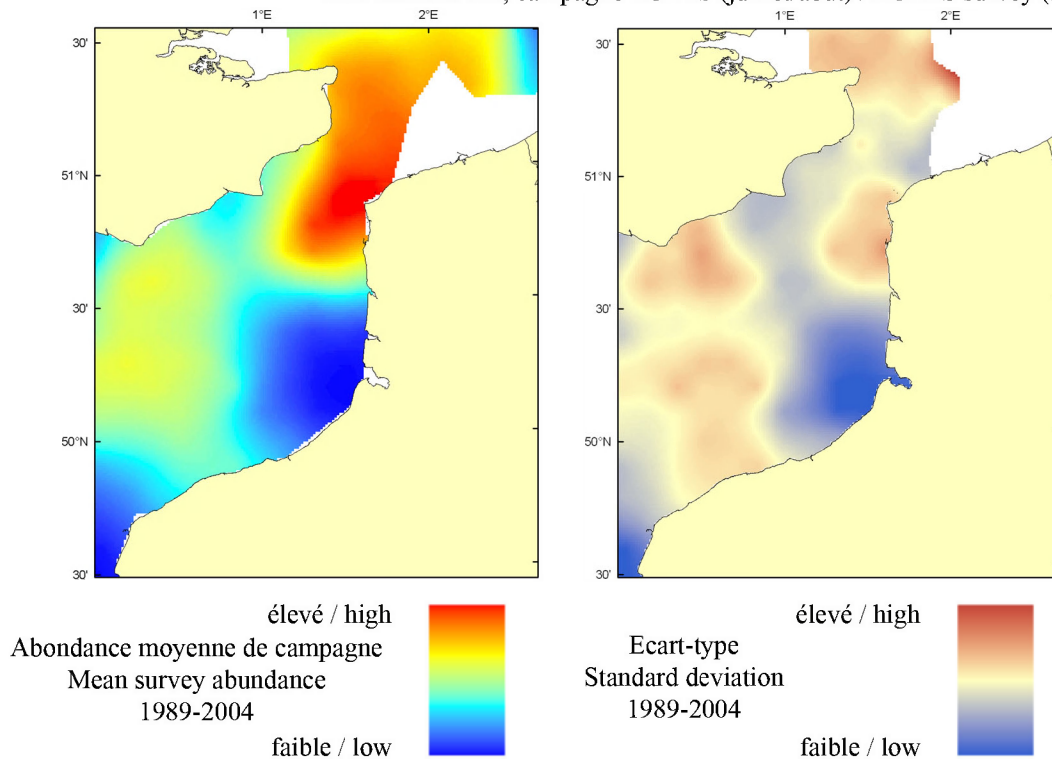 1°E 2°E 1°E 2°E
30' 30'
51°N 51°N
30' 30'
50°N 50°N
30' 30'
élevé / high
Abondance moyenne de campagne
Mean survey abundance
1989-2004
faible / low
élevé / high
Ecart-type
Standard deviation
1989-2004
faible / low